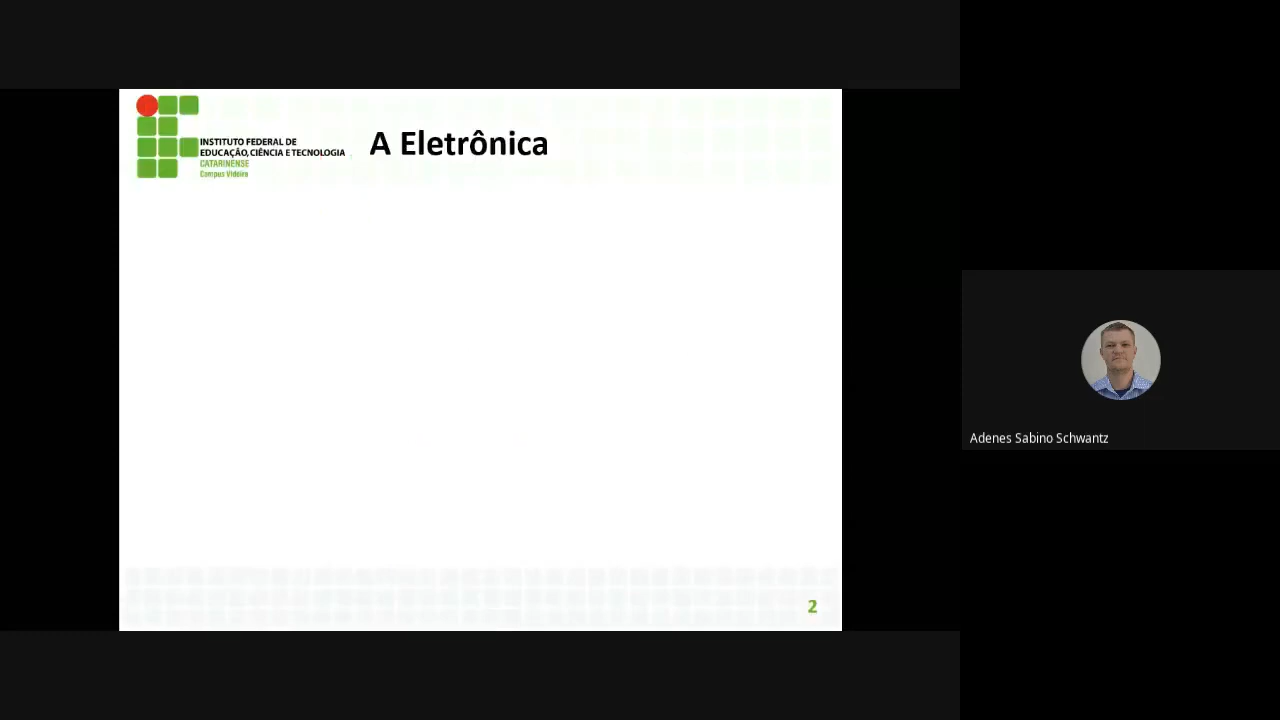 INSTITUTO FEDERAL DE
EDUCAÇÃO, CIÊNCIA E TECNOLOGIA
CATARINENSE
Campus Videira
A Eletrônica
2
Adenes Sabino Schwantz